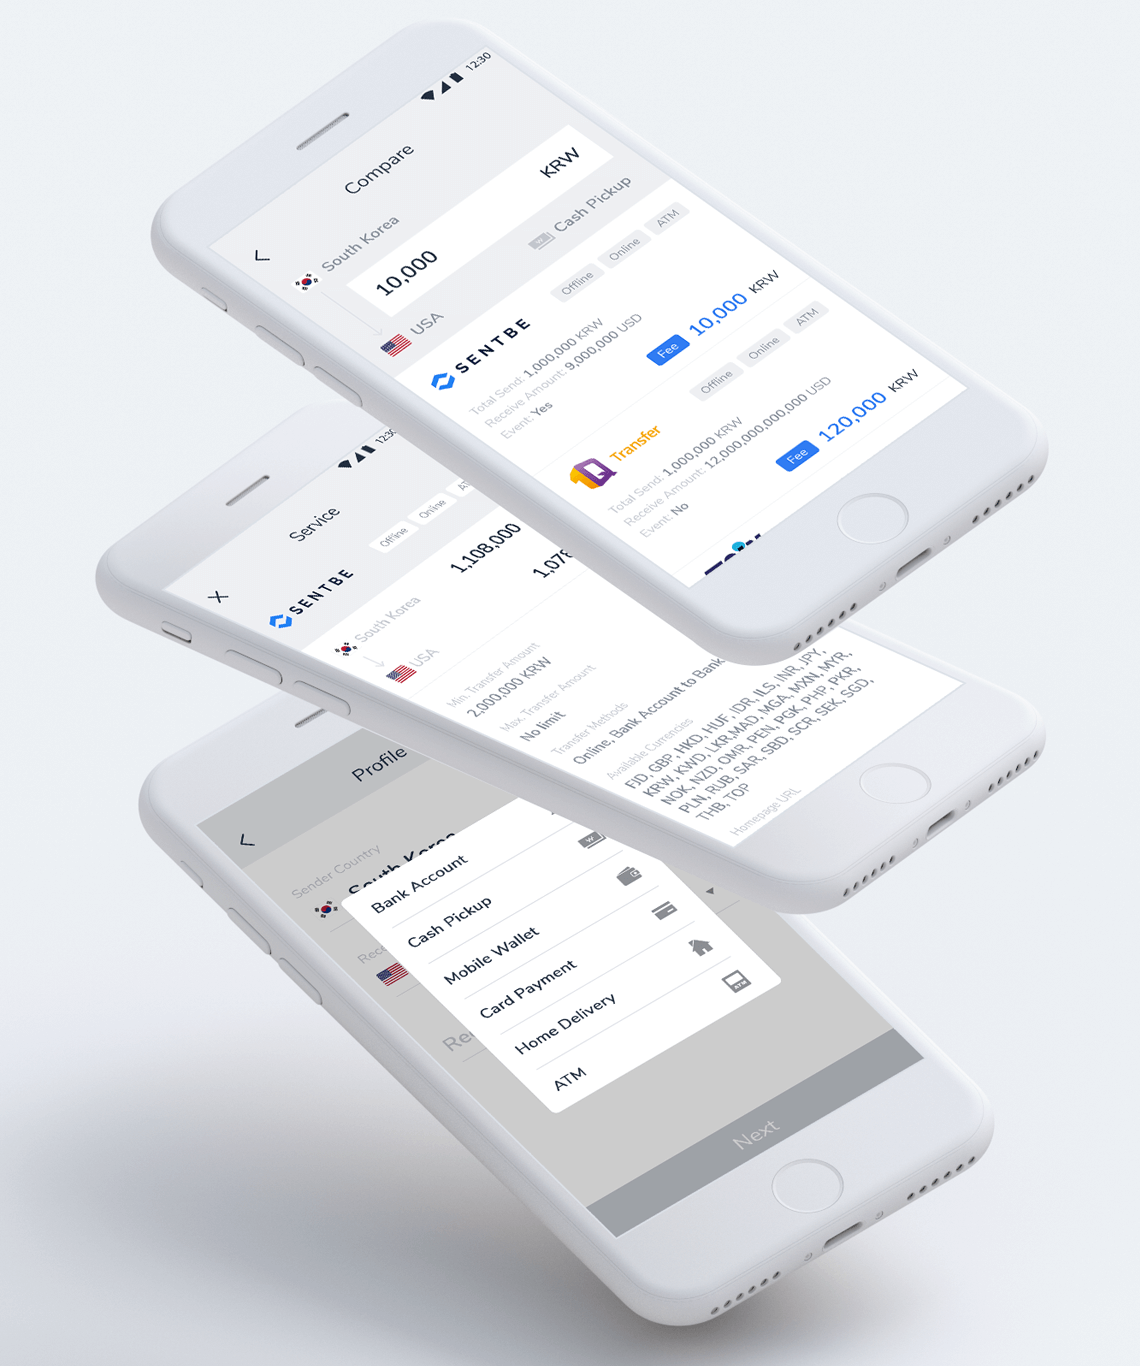 12:30
Compare
South Korea
10,000
KRW
USA
Cash Pickup
SENTBE
Offline
Online
ATM
Total Send: 1,000,000 KRW
Receive Amount: 9,000,000 USD
Event: Yes
Fee 10,000 KRW
Transfer
Offline
Online
ATM
Total Send: 1,000,000 KRW
Receive Amount: 12,000,000,000,000 USD
Event: No
Fee 120,000 KRW
12:30
Service
SENTBE
Offline
Online
South Korea
1,108,000
USA
Min. Transfer Amount
2,000,000 KRW
Max. Transfer Amount
No limit
Transfer Methods
Online, Bank Account to Bank
Available Currencies
FJD, GBP, HKD, HUF, IDR, ILS, INR, JPY,
KRW, KWD, LKR,MAD, MGA, MXN, MYR,
NOK, NZD, OMR, PEN, PGK, PHP, PKR,
PLN, RUB, SAR, SBD, SCR, SEK, SGD,
THB, TOP
Homepage URL
Profile
Sender Country
South Korea
Bank Account
Cash Pickup
Mobile Wallet
Card Payment
Home Delivery
ATM
ATM
Next